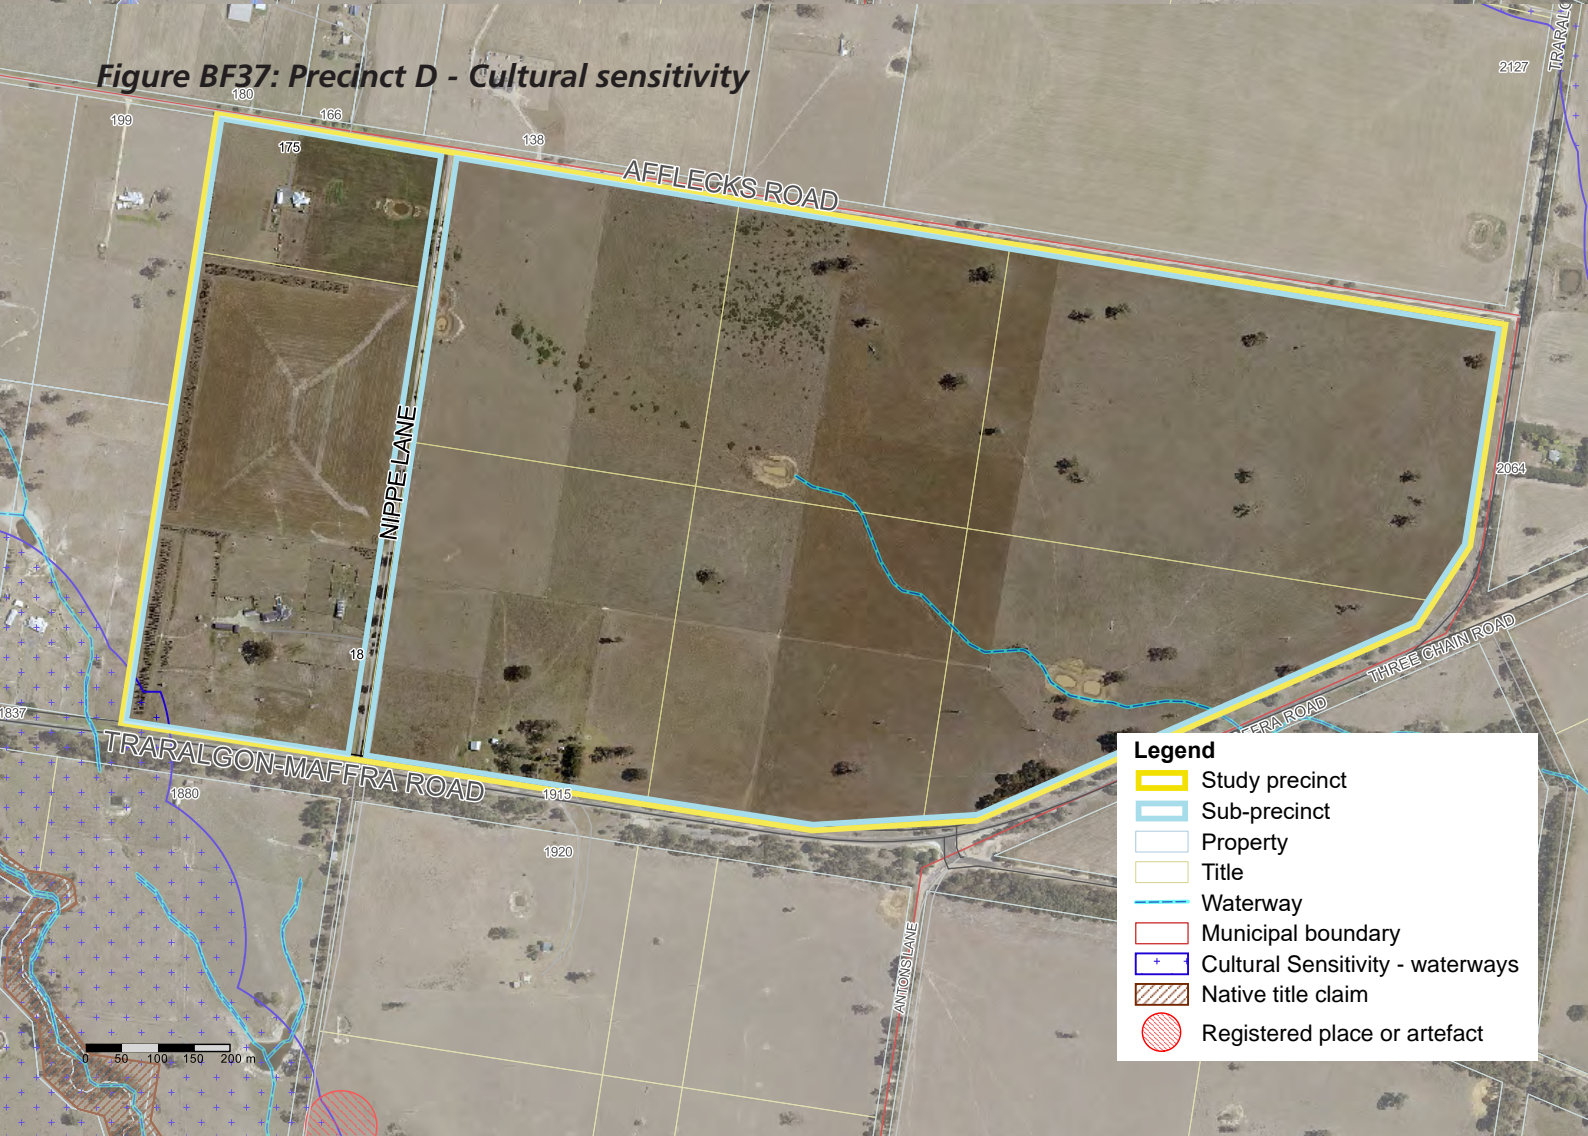 Figure BF37: Precinct D - Cultural sensitivity
2127
180
199
166
138
175
AFFLECKS ROAD
NIPPE LANE
2064
18
THREE CHAIN ROAD
1837
TRARALGON-MAFFRA ROAD
1880
1915
1920
ANTONS LANE
0 50 100 150 200 m
Legend
Study precinct
Sub-precinct
Property
Title
Waterway
Municipal boundary
Cultural Sensitivity - waterways
Native title claim
Registered place or artefact